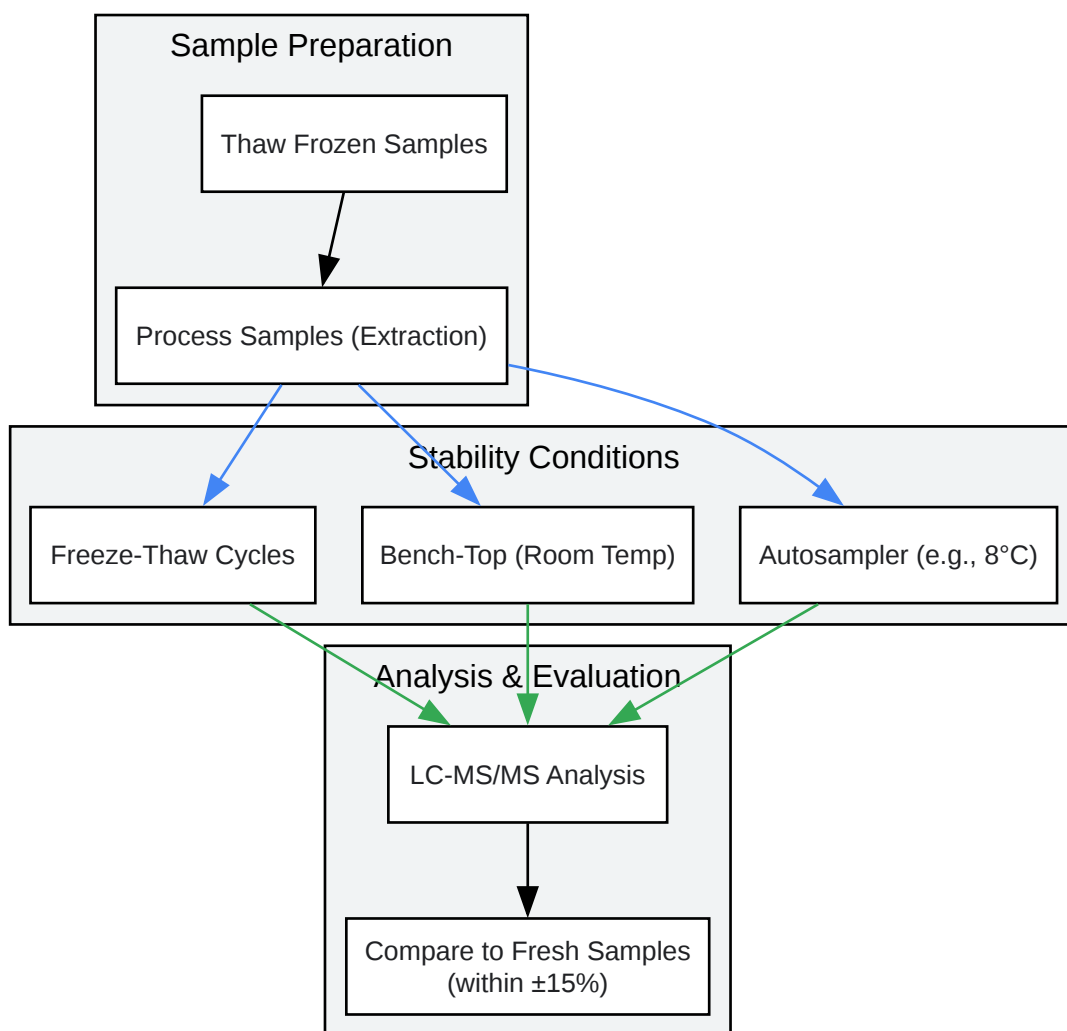 Sample Preparation
Thaw Frozen Samples
Process Samples (Extraction)
Stability Conditions
Freeze-Thaw Cycles
Bench-Top (Room Temp)
Autosampler (e.g., 8°C)
Analysis & Evaluation
LC-MS/MS Analysis
Compare to Fresh Samples
(within ±15%)